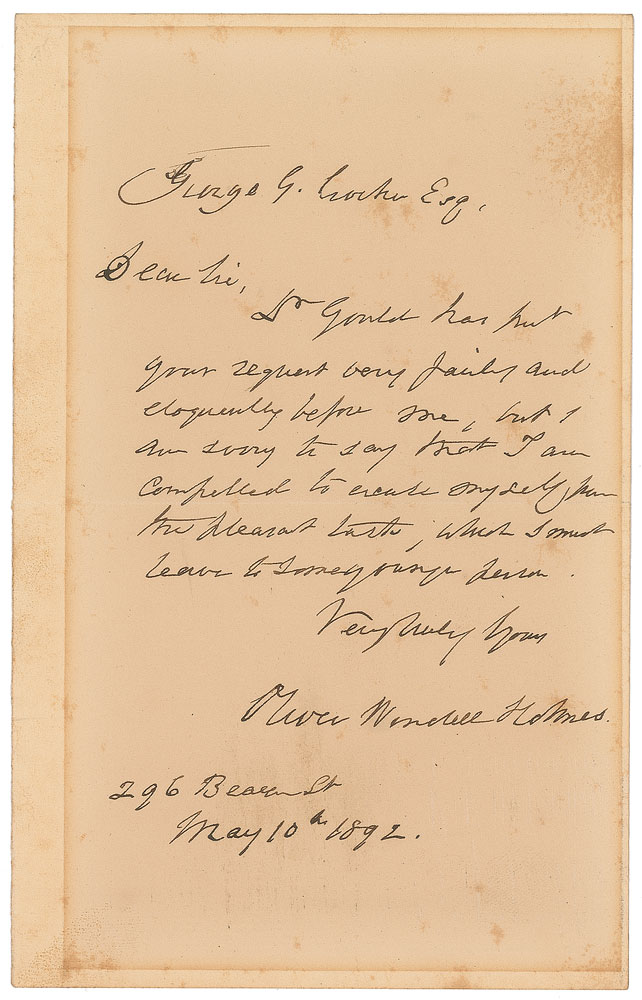 George G. Crocker Esq.
Dear Sir,
Dr Gould has put
your request very fairly and
eloquently before me, but I
am sorry to say that I am
compelled to excuse myself from
the pleasant task, which I must
leave to some younger person.
Very truly yours
Oliver Wendell Holmes.
296 Beacon St
May 10th 1892.